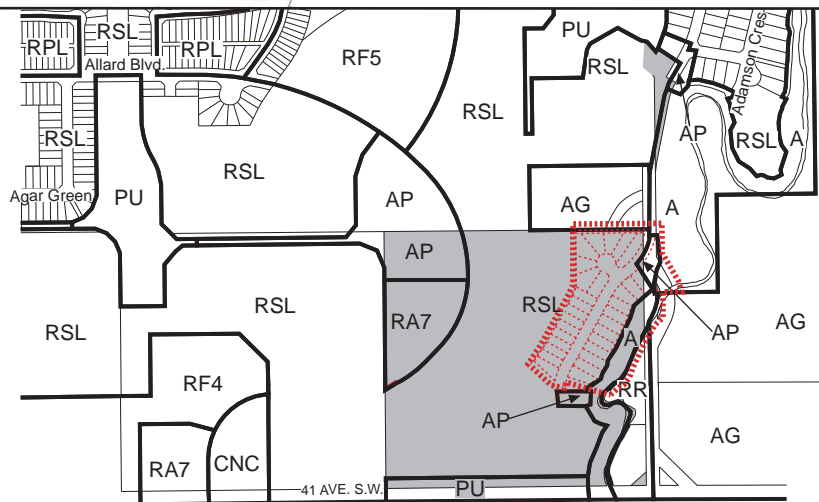 RSL
PU
RPL
RPL
RF5
Allard Blvd.
RSL
Adamson Cres.
RSL
AP
RSL
A
RSL
RSL
AP
Agar Green
PU
AG
A
AP
RSL
RSL
RA7
RSL
AG
A
AP
RF4
RR
AP
AG
RA7
CNC
41 AVE. S.W.
PU